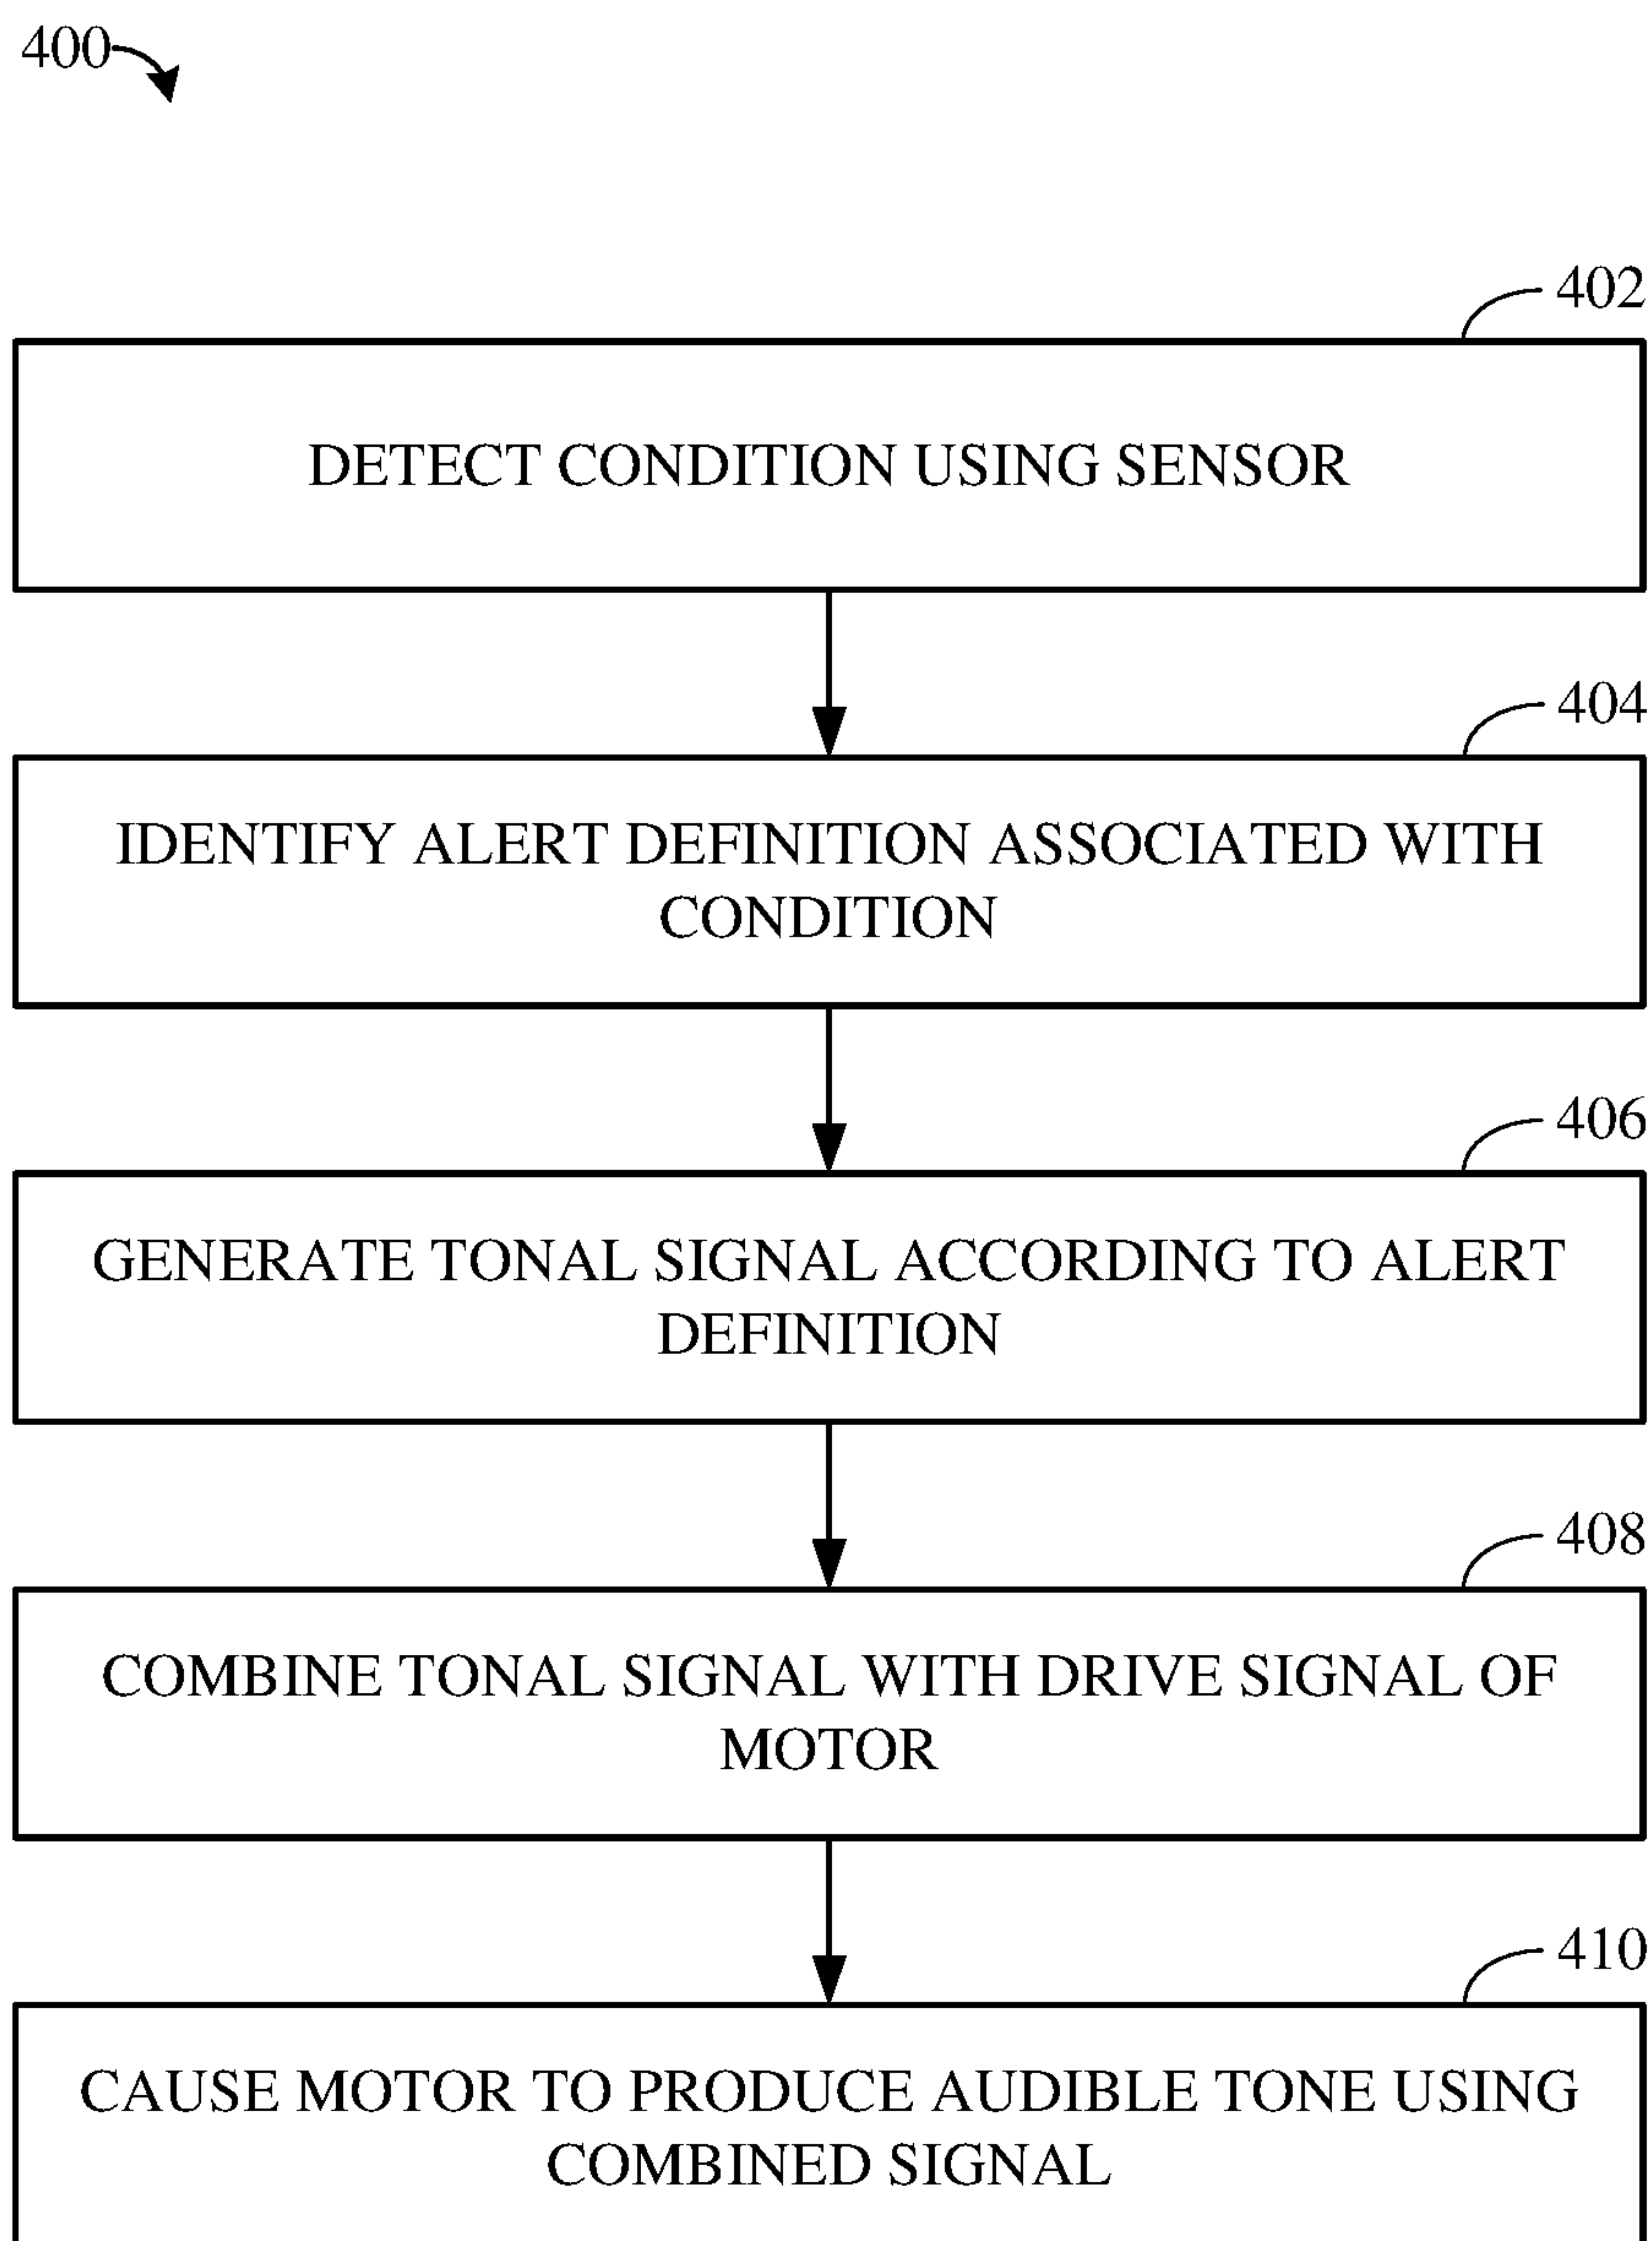 400
402
DETECT CONDITION USING SENSOR
404
IDENTIFY ALERT DEFINITION ASSOCIATED WITH
CONDITION
406
GENERATE TONAL SIGNAL ACCORDING TO ALERT
DEFINITION
408
COMBINE TONAL SIGNAL WITH DRIVE SIGNAL OF
MOTOR
410
CAUSE MOTOR TO PRODUCE AUDIBLE TONE USING
COMBINED SIGNAL